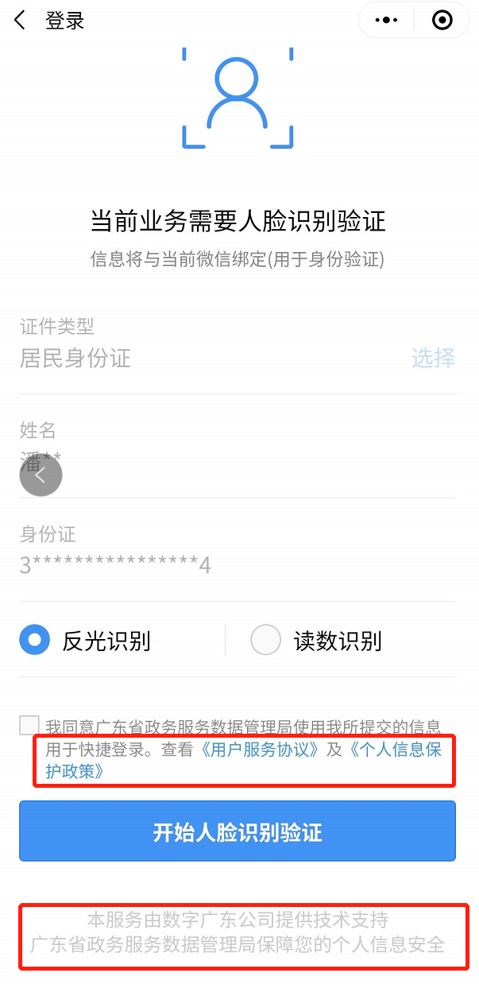 登录
当前业务需要人脸识别验证
信息将与当前微信绑定(用于身份验证)
证件类型
居民身份证
选择
姓名
潘**
身份证
3****************4
反光识别
读数识别
我同意广东省政务服务数据管理局使用我所提交的信息
用于快捷登录。查看《用户服务协议》及《个人信息保
护政策》
开始人脸识别验证
本服务由数字广东公司提供技术支持
广东省政务服务数据管理局保障您的个人信息安全